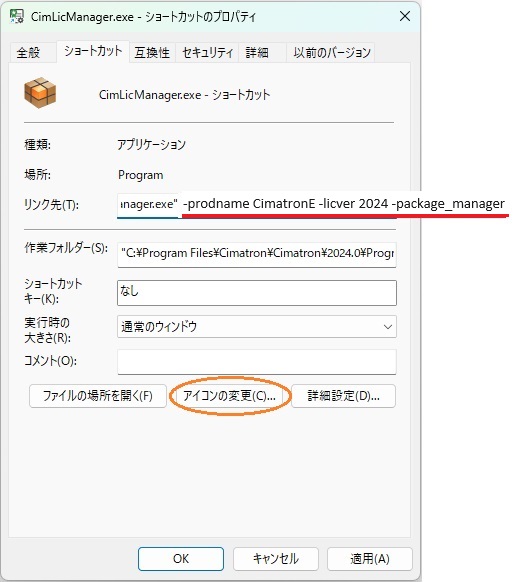 CimLicManager.exe - ショートカットのプロパティ
全般 ショートカット 互換性 セキュリティ 詳細 以前のバージョン
CimLicManager.exe - ショートカット
種類: アプリケーション
場所: Program
リンク先(T): nager.exe" -prodname CimatronE -licver 2024 -package_manager
作業フォルダー(S): "C:¥Program Files¥Cimatron¥Cimatron¥2024.0¥Progr
ショートカット
キー(K): なし
実行時の
大きさ(R): 通常のウィンドウ
コメント(O):
ファイルの場所を開く(F) アイコンの変更(C)... 詳細設定(D)...
OK キャンセル 適用(A)